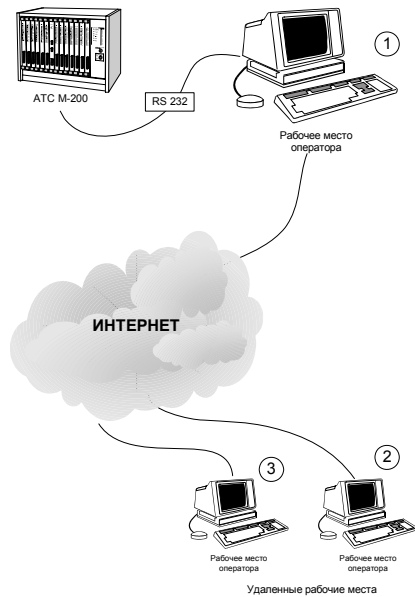 1
АТС М-200
RS 232
Рабочее место
оператора
ИНТЕРНЕТ
3
2
Рабочее место
оператора
Рабочее место
оператора
Удаленные рабочие места